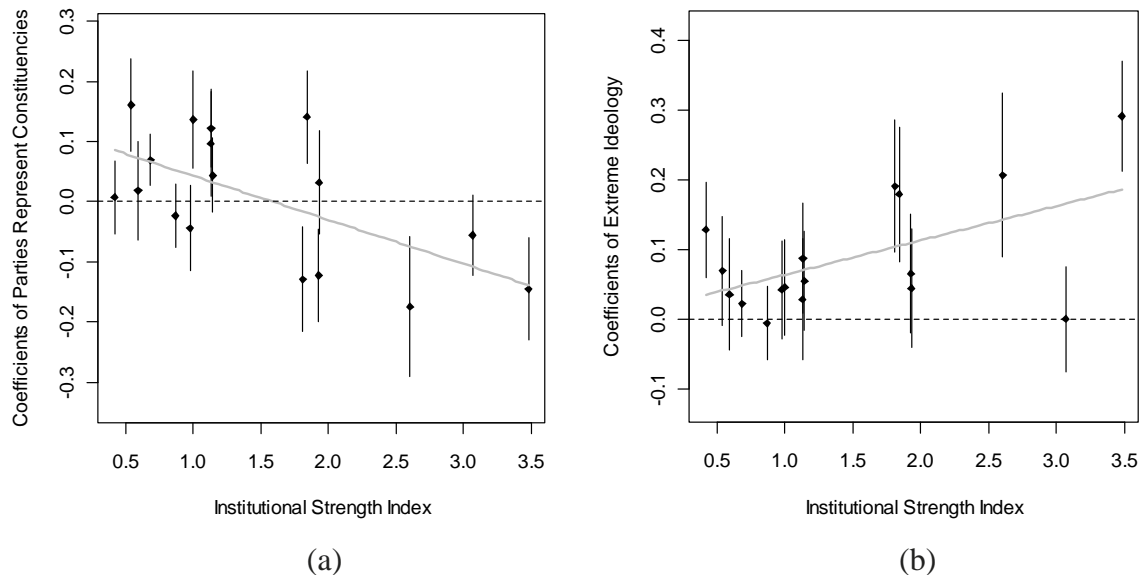 Coefficients of Parties Represent Constituencies
0.3
0.2
0.1
0.0
-0.1
-0.2
-0.3
0.5 1.0 1.5 2.0 2.5 3.0 3.5
Institutional Strength Index
(a)
Coefficients of Extreme Ideology
0.4
0.3
0.2
0.1
0.0
-0.1
0.5 1.0 1.5 2.0 2.5 3.0 3.5
Institutional Strength Index
(b)